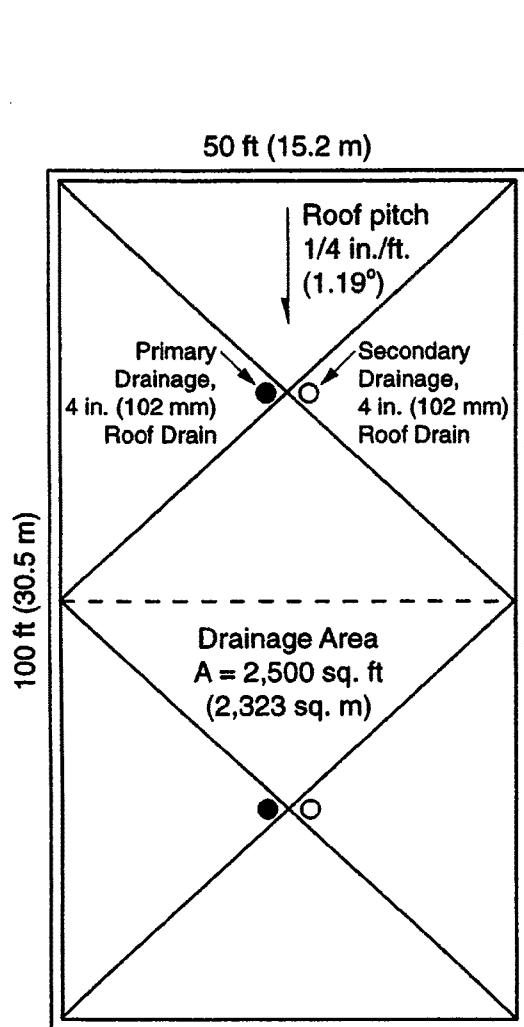 50 ft (15.2 m)
Roof pitch
1/4 in./ft.
(1.19°)
Primary
Drainage,
4 in. (102 mm)
Roof Drain
Secondary
Drainage,
4 in. (102 mm)
Roof Drain
100 ft (30.5 m)
Drainage Area
A = 2,500 sq. ft
(2,323 sq. m)